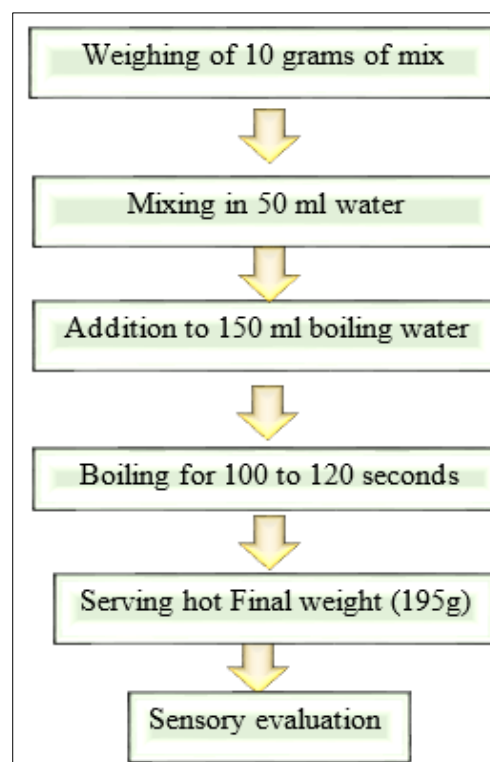 Weighing of 10 grams of mix
Mixing in 50 ml water
Addition to 150 ml boiling water
Boiling for 100 to 120 seconds
Serving hot Final weight (195g)
Sensory evaluation